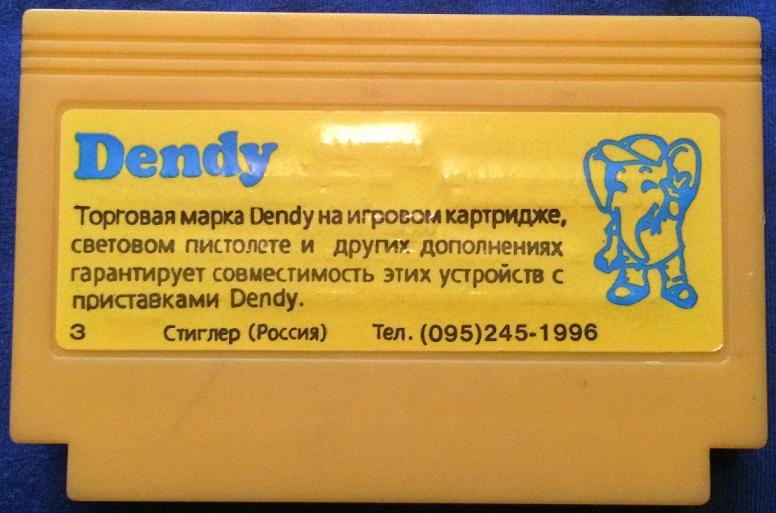 Dendy
Торговая марка Dendy на игровом картридже,
световом пистолете и других дополнениях
гарантирует совместимость этих устройств с
приставками Dendy.
3 Стиглер (Россия) Тел. (095)245-1996